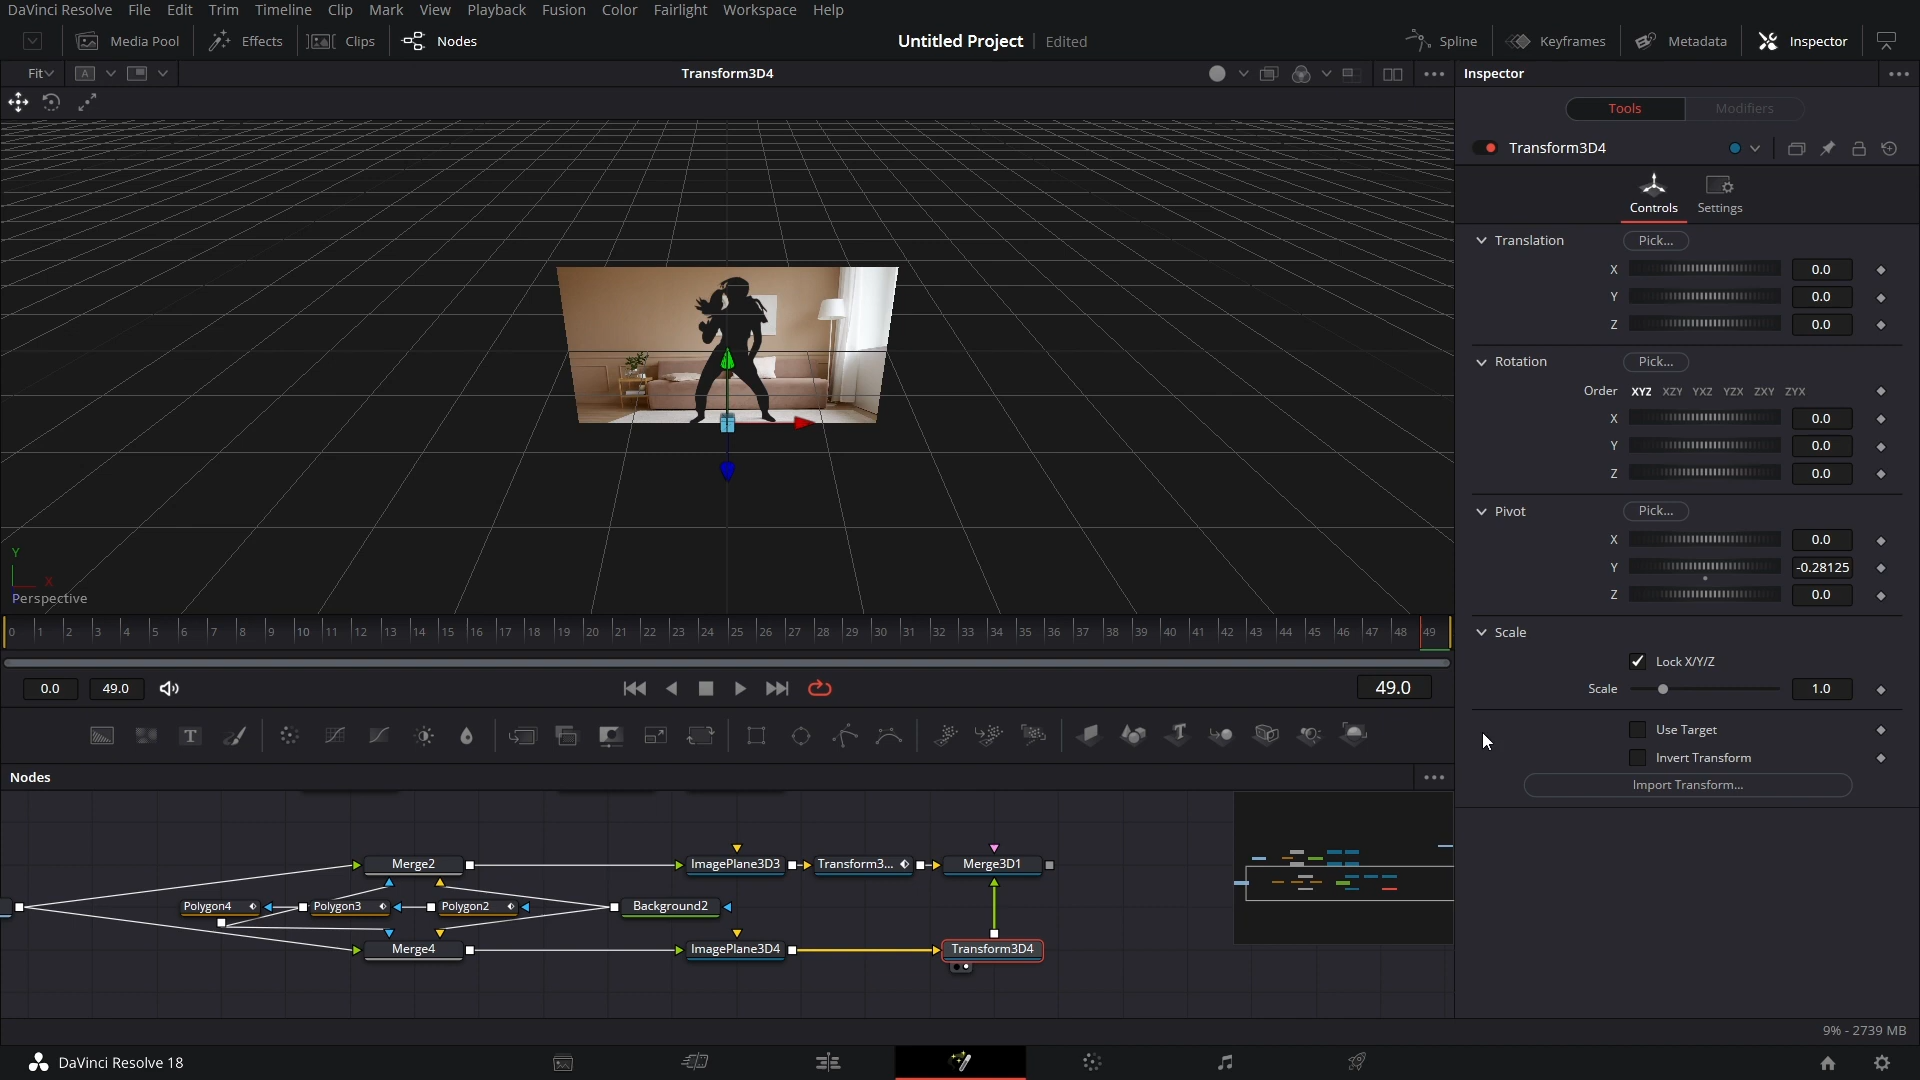 DaVinci Resolve File Edit Trim Timeline Clip Mark View Playback Fusion Color Fairlight Workspace Help
Media Pool Effects Clips Nodes Untitled Project Edited Spline Keyframes Metadata Inspector
Fit A Transform3D4 Inspector
Tools Modifiers
Transform3D4
Controls Settings
Translation Pick...
X 0.0
Y 0.0
Z 0.0
Rotation Pick...
Order XYZ XZY YXZ YZX ZXY ZYX
X 0.0
Y 0.0
Z 0.0
Pivot Pick...
X 0.0
Y -0.28125
Z 0.0
Scale
Lock X/Y/Z
Scale 1.0
Use Target
Invert Transform
Import Transform...
Y
X
Perspective
0 1 2 3 4 5 6 7 8 9 10 11 12 13 14 15 16 17 18 19 20 21 22 23 24 25 26 27 28 29 30 31 32 33 34 35 36 37 38 39 40 41 42 43 44 45 46 47 48 49
0.0 49.0 49.0
T T
Nodes
Merge2 ImagePlane3D3 Transform3... Merge3D1
Polygon4 Polygon3 Polygon2 Background2
Merge4 ImagePlane3D4 Transform3D4
9% - 2739 MB
DaVinci Resolve 18